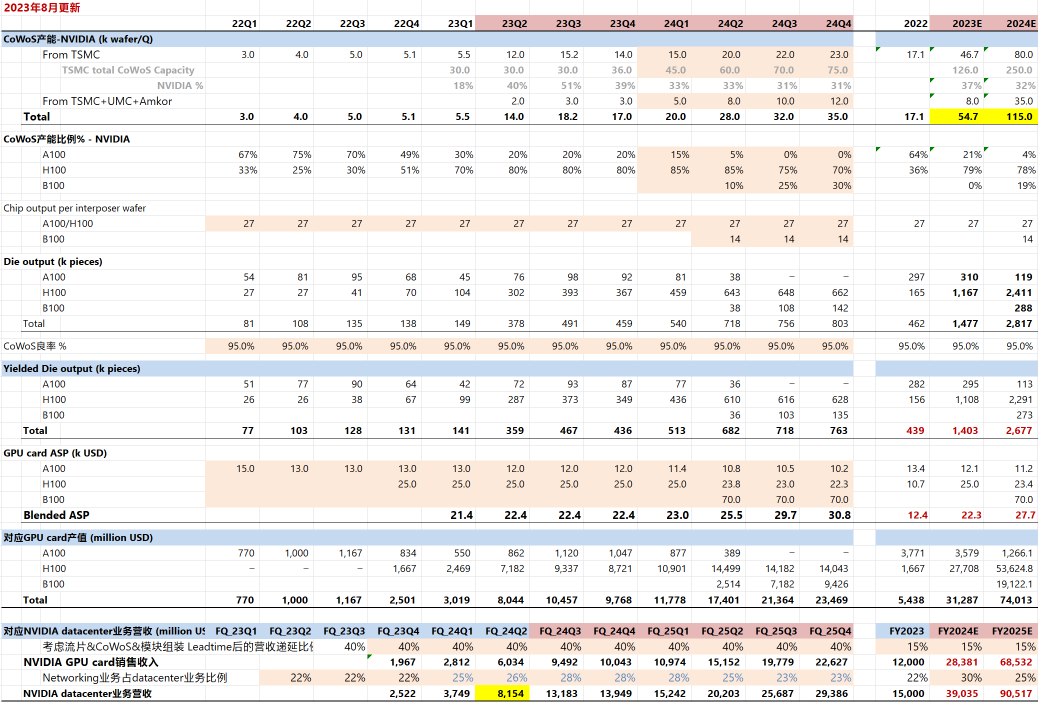 2023年8月更新
22Q1 22Q2 22Q3 22Q4 23Q1 23Q2 23Q3 23Q4 24Q1 24Q2 24Q3 24Q4 2022 2023E 2024E
CoWoS产能-NVIDIA (k wafer/Q)
From TSMC 3.0 4.0 5.0 5.1 5.5 12.0 15.2 14.0 15.0 20.0 22.0 23.0 17.1 46.7 80.0
TSMC total CoWoS Capacity 30.0 30.0 30.0 36.0 45.0 60.0 70.0 75.0 126.0 250.0
NVIDIA % 18% 40% 51% 39% 33% 33% 31% 31% 37% 32%
From TSMC+UMC+Amkor 2.0 3.0 3.0 5.0 8.0 10.0 12.0 8.0 35.0
Total 3.0 4.0 5.0 5.1 5.5 14.0 18.2 17.0 20.0 28.0 32.0 35.0 17.1 54.7 115.0
CoWoS产能比例% - NVIDIA
A100 67% 75% 70% 49% 30% 20% 20% 20% 15% 5% 0% 0% 64% 21% 4%
H100 33% 25% 30% 51% 70% 80% 80% 80% 85% 85% 75% 70% 36% 79% 78%
B100 10% 25% 30% 0% 19%
Chip output per interposer wafer
A100/H100 27 27 27 27 27 27 27 27 27 27 27 27 27 27 27
B100 14 14 14 14
Die output (k pieces)
A100 54 81 95 68 45 76 98 92 81 38 – – 297 310 119
H100 27 27 41 70 104 302 393 367 459 643 648 662 165 1,167 2,411
B100 38 108 142 288
Total 81 108 135 138 149 378 491 459 540 718 756 803 462 1,477 2,817
CoWoS良率 % 95.0% 95.0% 95.0% 95.0% 95.0% 95.0% 95.0% 95.0% 95.0% 95.0% 95.0% 95.0% 95.0% 95.0% 95.0%
Yielded Die output (k pieces)
A100 51 77 90 64 42 72 93 87 77 36 – – 282 295 113
H100 26 26 38 67 99 287 373 349 436 610 616 628 156 1,108 2,291
B100 36 103 135 273
Total 77 103 128 131 141 359 467 436 513 682 718 763 439 1,403 2,677
GPU card ASP (k USD)
A100 15.0 13.0 13.0 13.0 13.0 12.0 12.0 12.0 11.4 10.8 10.5 10.2 13.4 12.1 11.2
H100 25.0 25.0 25.0 25.0 25.0 25.0 23.8 23.0 22.3 10.7 25.0 23.4
B100 70.0 70.0 70.0 70.0
Blended ASP 21.4 22.4 22.4 22.4 23.0 25.5 29.7 30.8 12.4 22.3 27.7
对应GPU card产值 (million USD)
A100 770 1,000 1,167 834 550 862 1,120 1,047 877 389 – – 3,771 3,579 1,266.1
H100 – – – 1,667 2,469 7,182 9,337 8,721 10,901 14,499 14,182 14,043 1,667 27,708 53,624.8
B100 2,514 7,182 9,426 19,122.1
Total 770 1,000 1,167 2,501 3,019 8,044 10,457 9,768 11,778 17,401 21,364 23,469 5,438 31,287 74,013
对应NVIDIA datacenter业务营收 (million US FQ_23Q1 FQ_23Q2 FQ_23Q3 FQ_23Q4 FQ_24Q1 FQ_24Q2 FQ_24Q3 FQ_24Q4 FQ_25Q1 FQ_25Q2 FQ_25Q3 FQ_25Q4 FY2023 FY2024E FY2025E
考虑流片&CoWoS&模块组装 Leadtime后的营收递延比 40% 40% 40% 40% 40% 40% 40% 40% 40% 40% 15% 15% 15%
NVIDIA GPU card销售收入 1,967 2,812 6,034 9,492 10,043 10,974 15,152 19,779 22,627 12,000 28,381 68,532
Networking业务占datacenter业务比例 22% 22% 22% 25% 26% 28% 28% 28% 25% 23% 23% 22% 30% 25%
NVIDIA datacenter业务营收 2,522 3,749 8,154 13,183 13,949 15,242 20,203 25,687 29,386 15,000 39,035 90,517